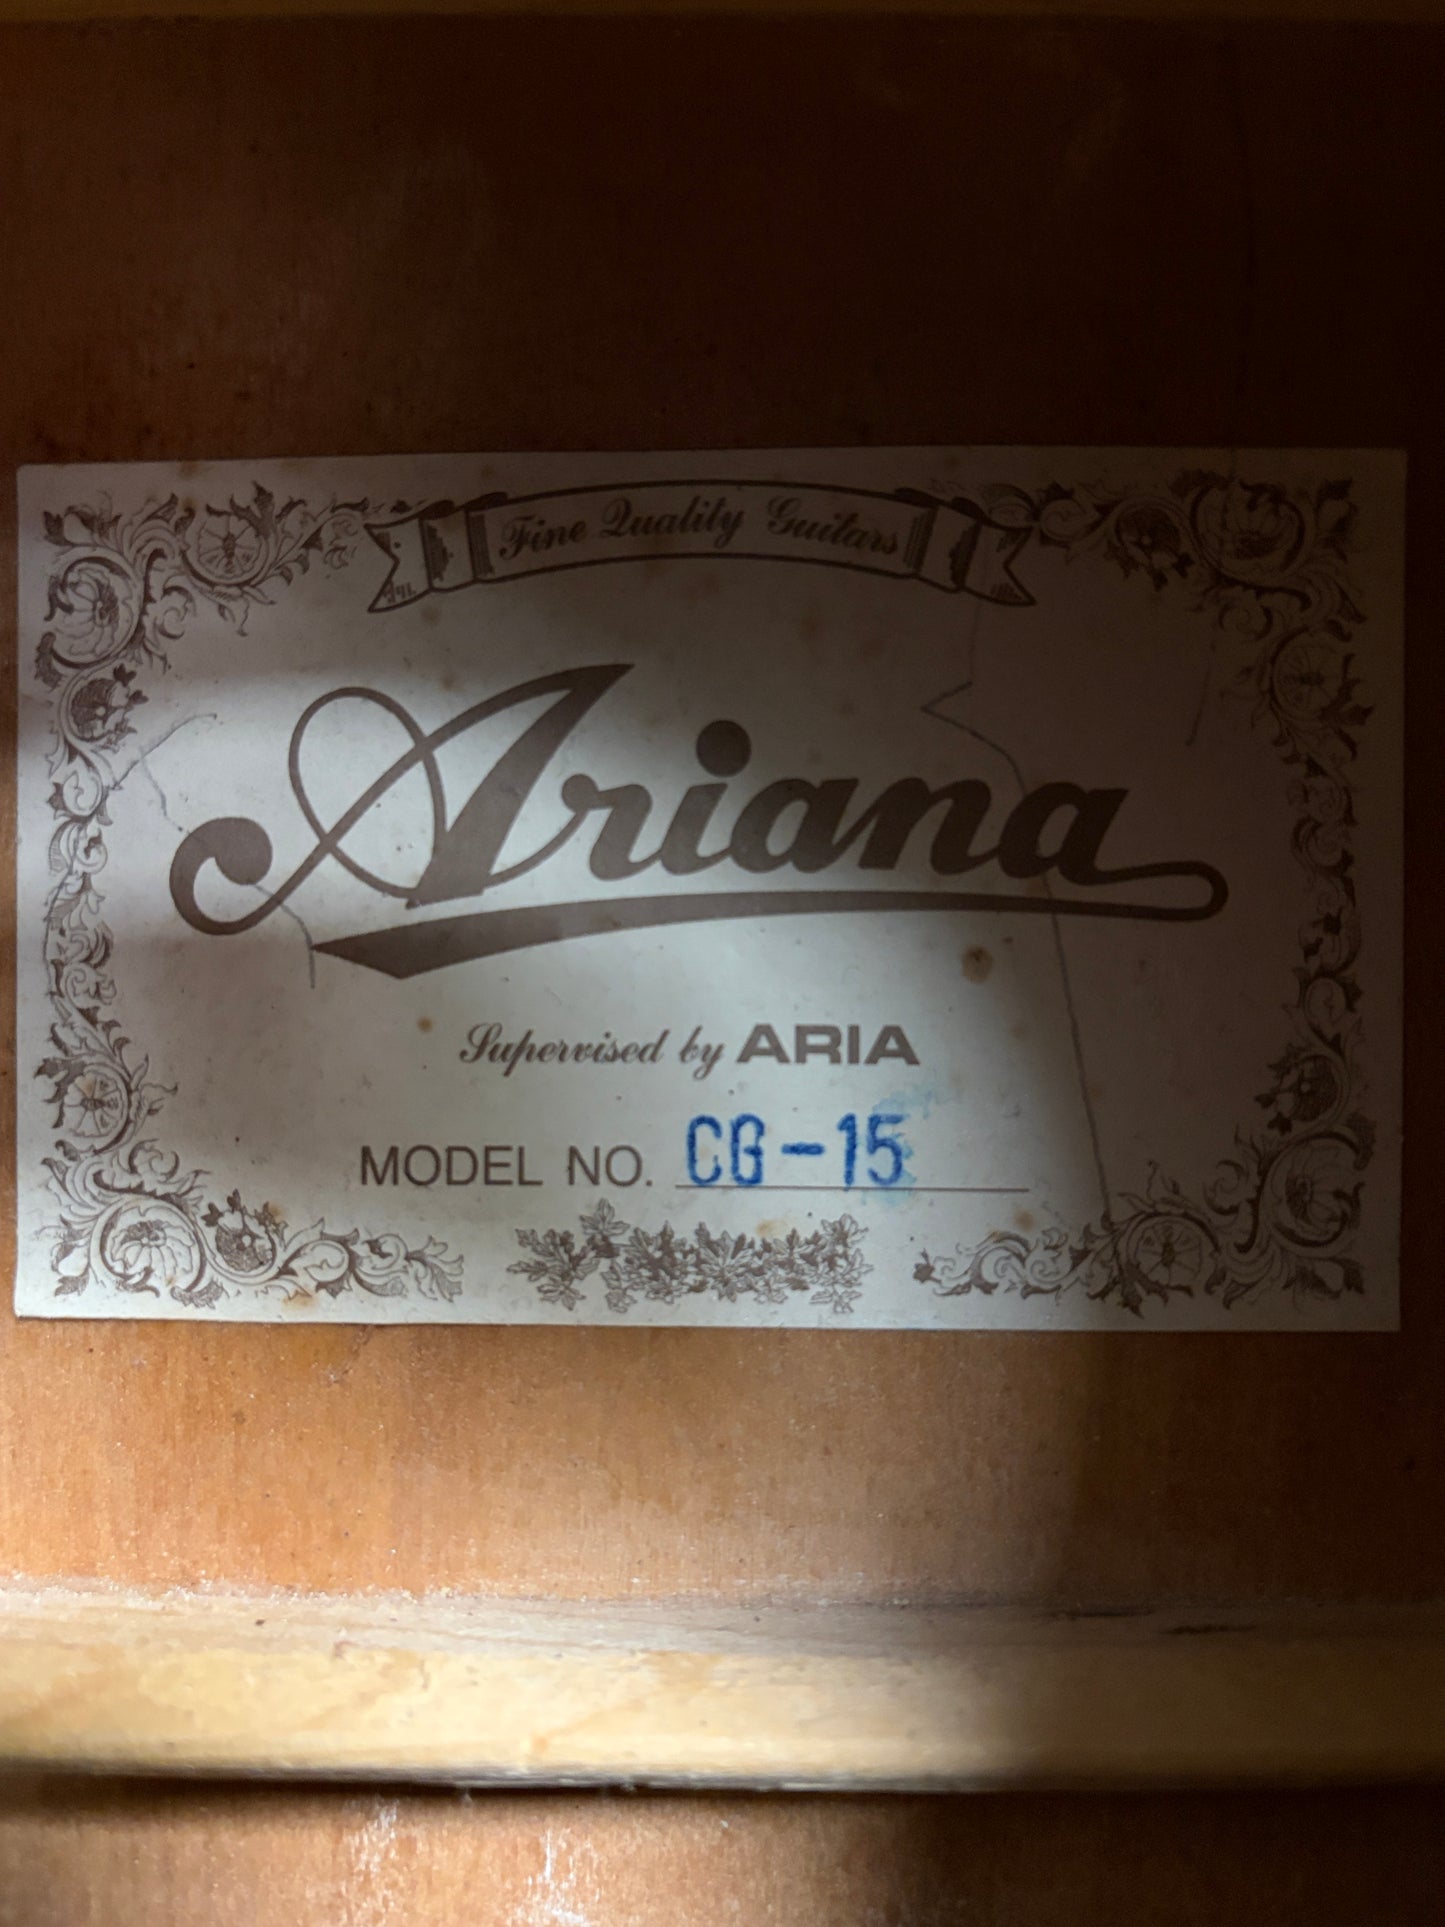 Fine Quality Guitars
Ariana
Supervised by ARIA
MODEL NO. CG-15